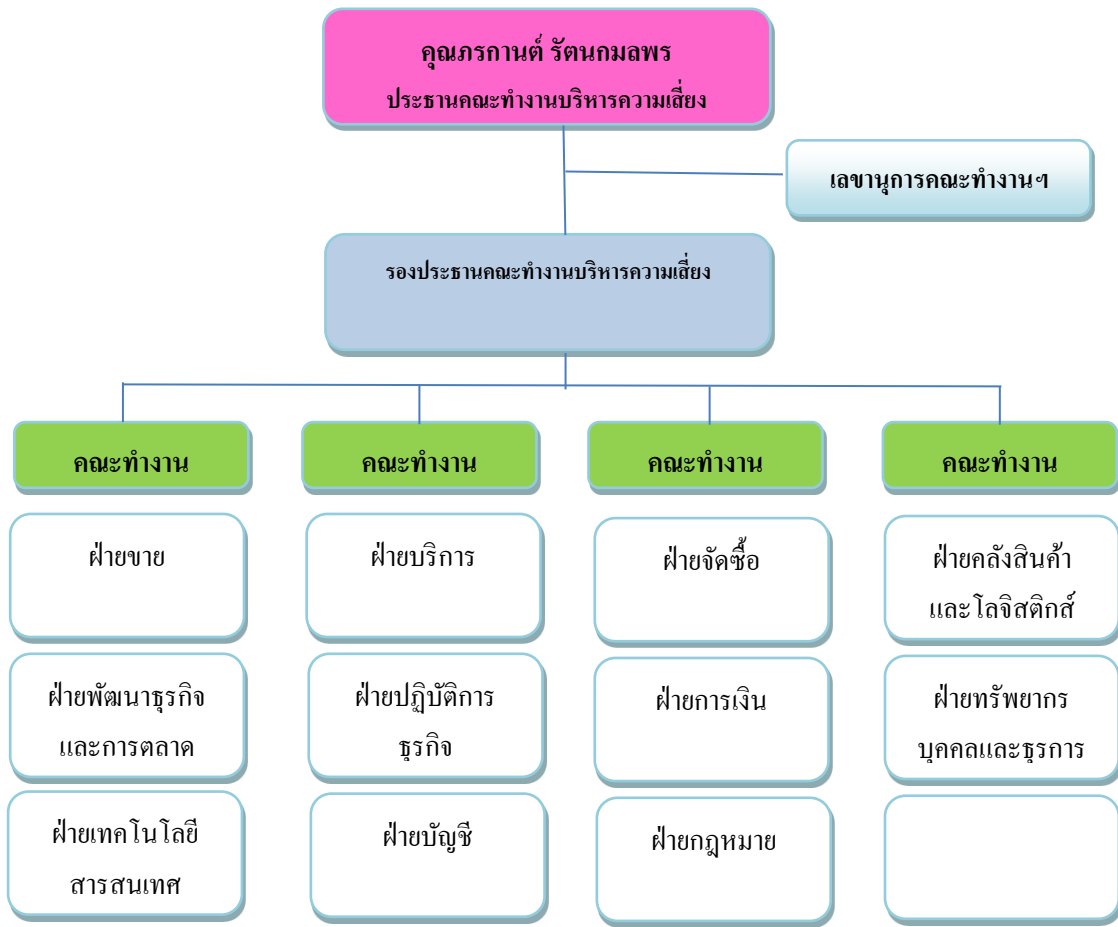 คุณภรกานต์ รัตนกมลพร
ประธานคณะทำงานบริหารความเสี่ยง
เลขานุการคณะทำงานฯ
รองประธานคณะทำงานบริหารความเสี่ยง
คณะทำงาน
คณะทำงาน
คณะทำงาน
คณะทำงาน
ฝ่ายขาย
ฝ่ายบริการ
ฝ่ายจัดซื้อ
ฝ่ายคลังสินค้า
และโลจิสติกส์
ฝ่ายพัฒนาธุรกิจ
และการตลาด
ฝ่ายปฏิบัติการ
ธุรกิจ
ฝ่ายการเงิน
ฝ่ายทรัพยากร
บุคคลและธุรการ
ฝ่ายเทคโนโลยี
สารสนเทศ
ฝ่ายบัญชี
ฝ่ายกฎหมาย